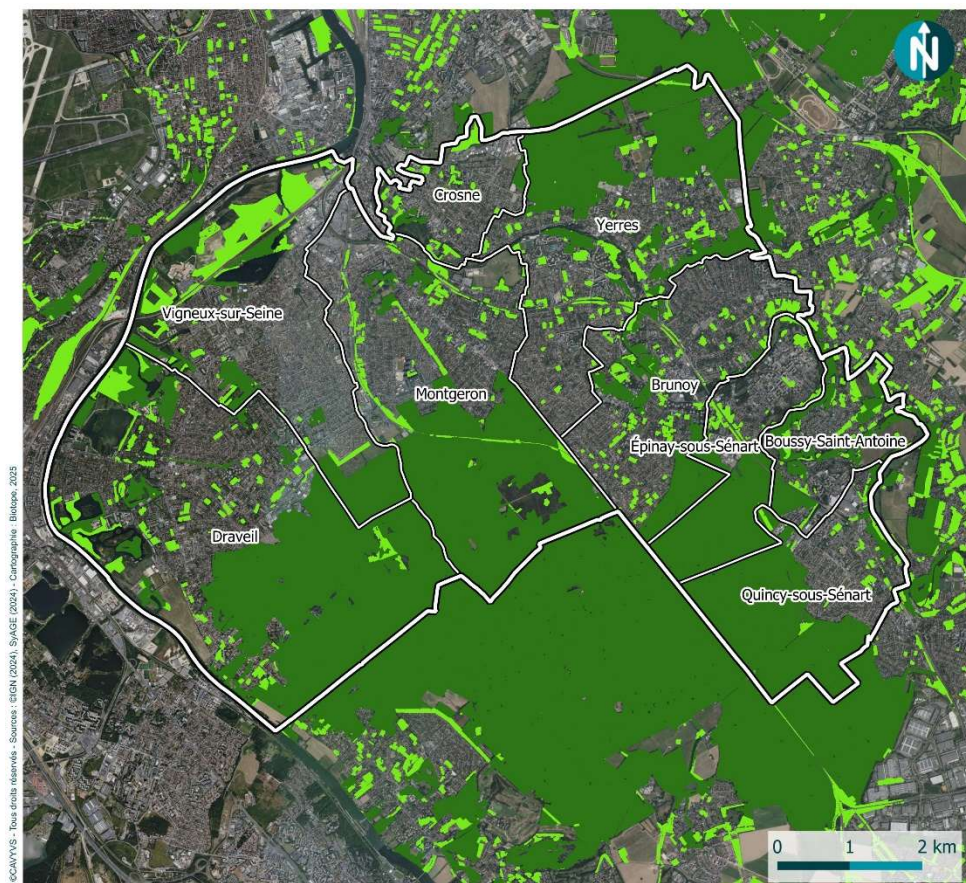 N
Crosne
Yerres
Vigneux-sur-Seine
Montgeron
Brunoy
Épinay-sous-Sénart
Boussy-Saint-Antoine
Draveil
Quincy-sous-Sénart
0 1 2 km
©CAVYVS - Tous droits réservés - Sources : ©IGN (2024), SyAGE (2024) - Cartographie : Biotope, 2025